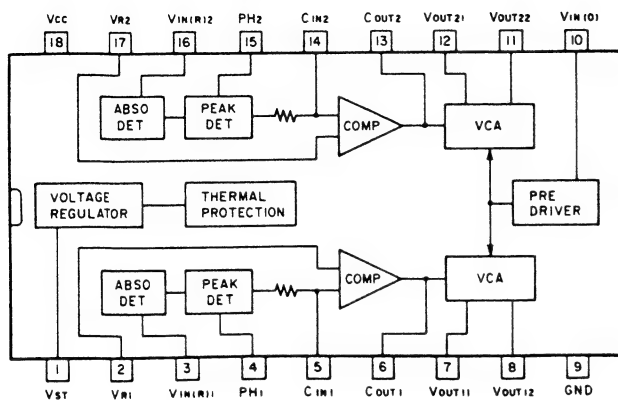 VCC VR2 VIN(R)2 PH2 CIN2 COUT2 VOUT21 VOUT22 VIN(O)
18 17 16 15 14 13 12 11 10
ABSO DET
PEAK DET
COMP
VCA
VOLTAGE REGULATOR
THERMAL PROTECTION
PRE DRIVER
ABSO DET
PEAK DET
COMP
VCA
1 2 3 4 5 6 7 8 9
VST VR1 VIN(R)1 PH1 CIN1 COUT1 VOUT11 VOUT12 GND